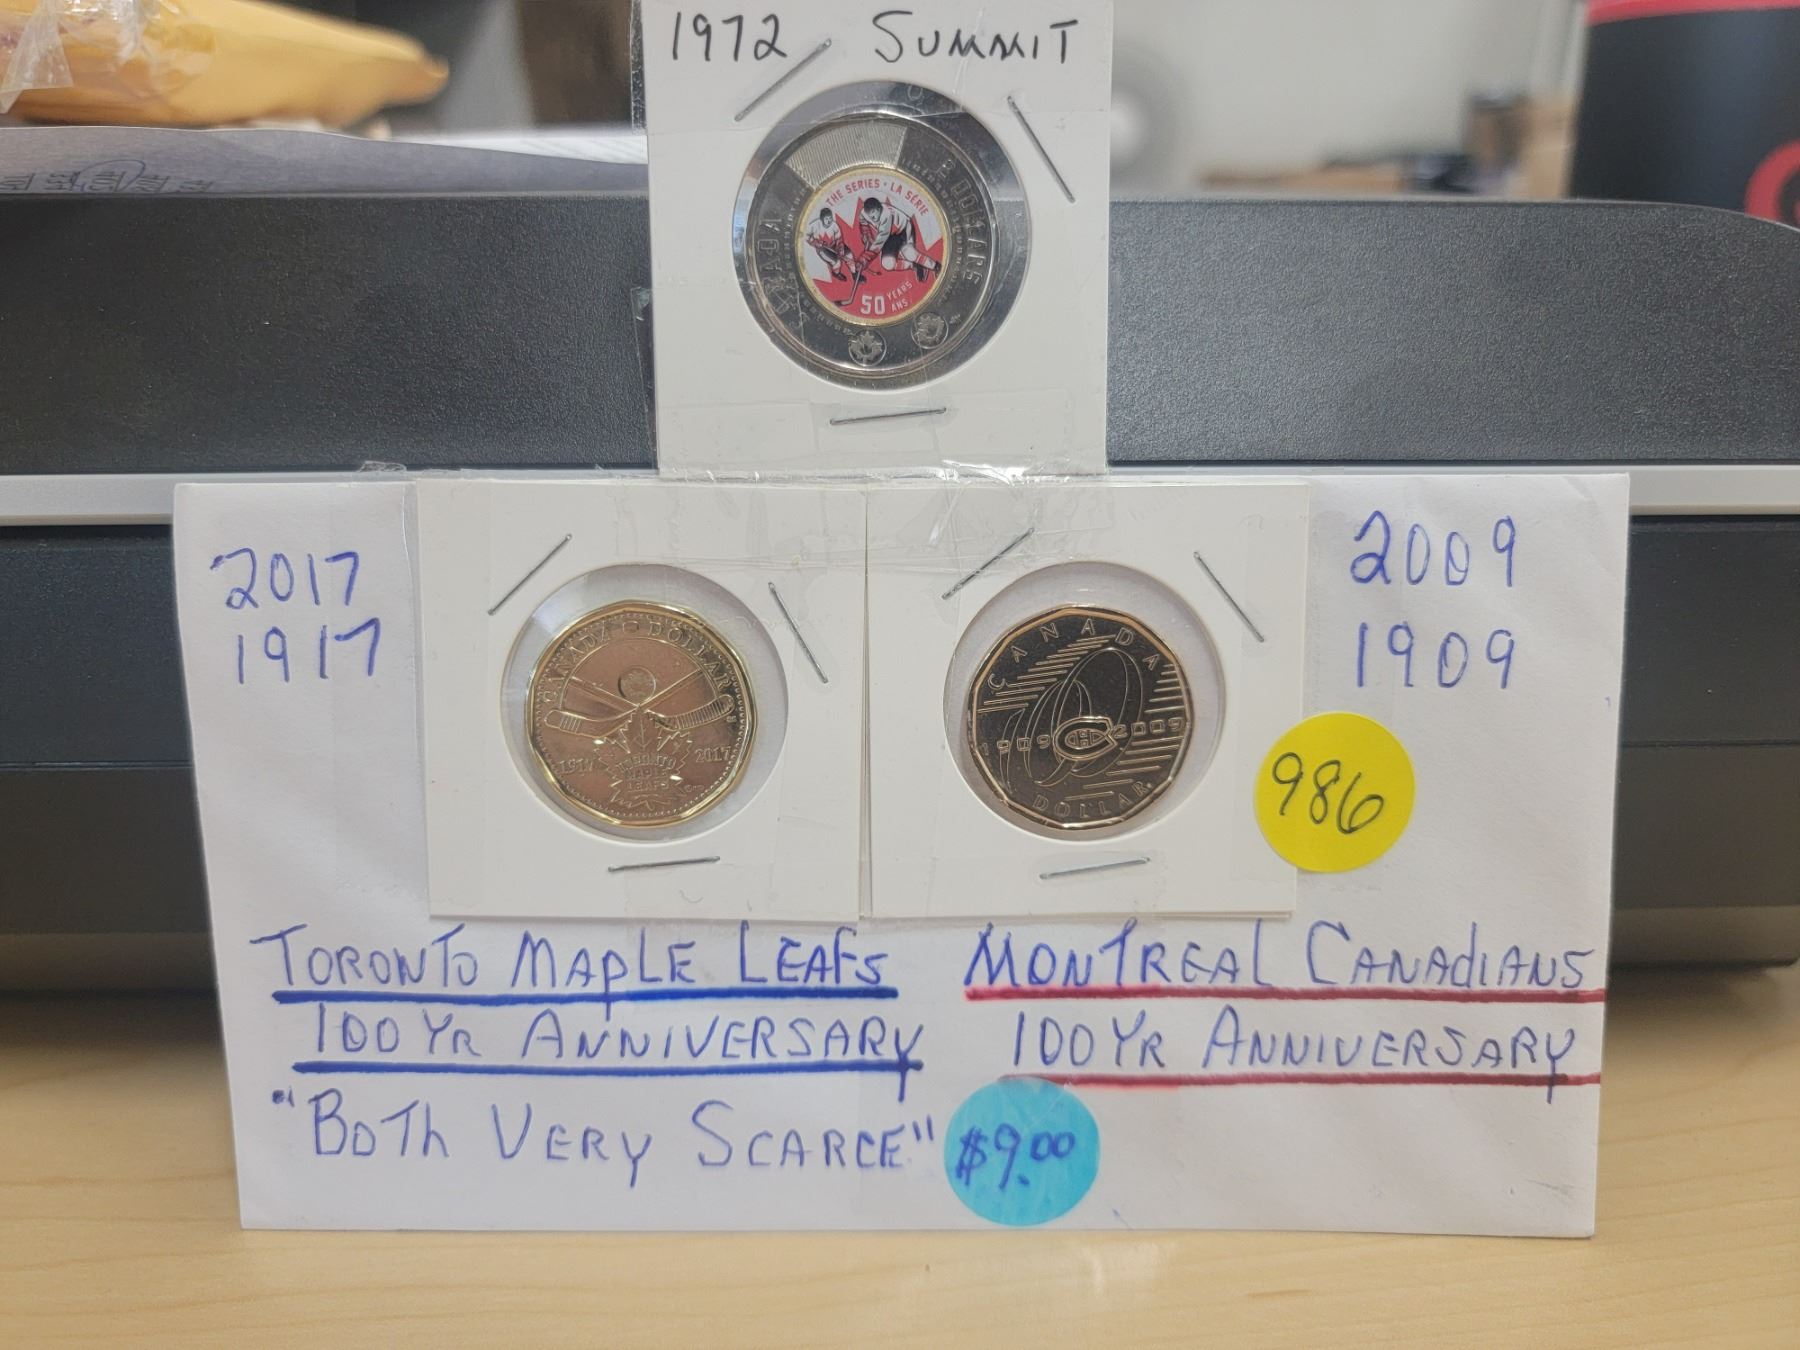 1972 SUMMIT
CANADA 2 DOLLARS
THE SERIES • LA SÉRIE
50 YEARS
ANS
2017
1917
CANADA DOLLAR
1917 2017
TORONTO
MAPLE
LEAFS
CANADA
1909 2009
DOLLAR
2009
1909
986
TORONTO MAPLE LEAFS
100 YR ANNIVERSARY
MONTREAL CANADIANS
100 YR ANNIVERSARY
"BOTH VERY SCARCE"
$9.00